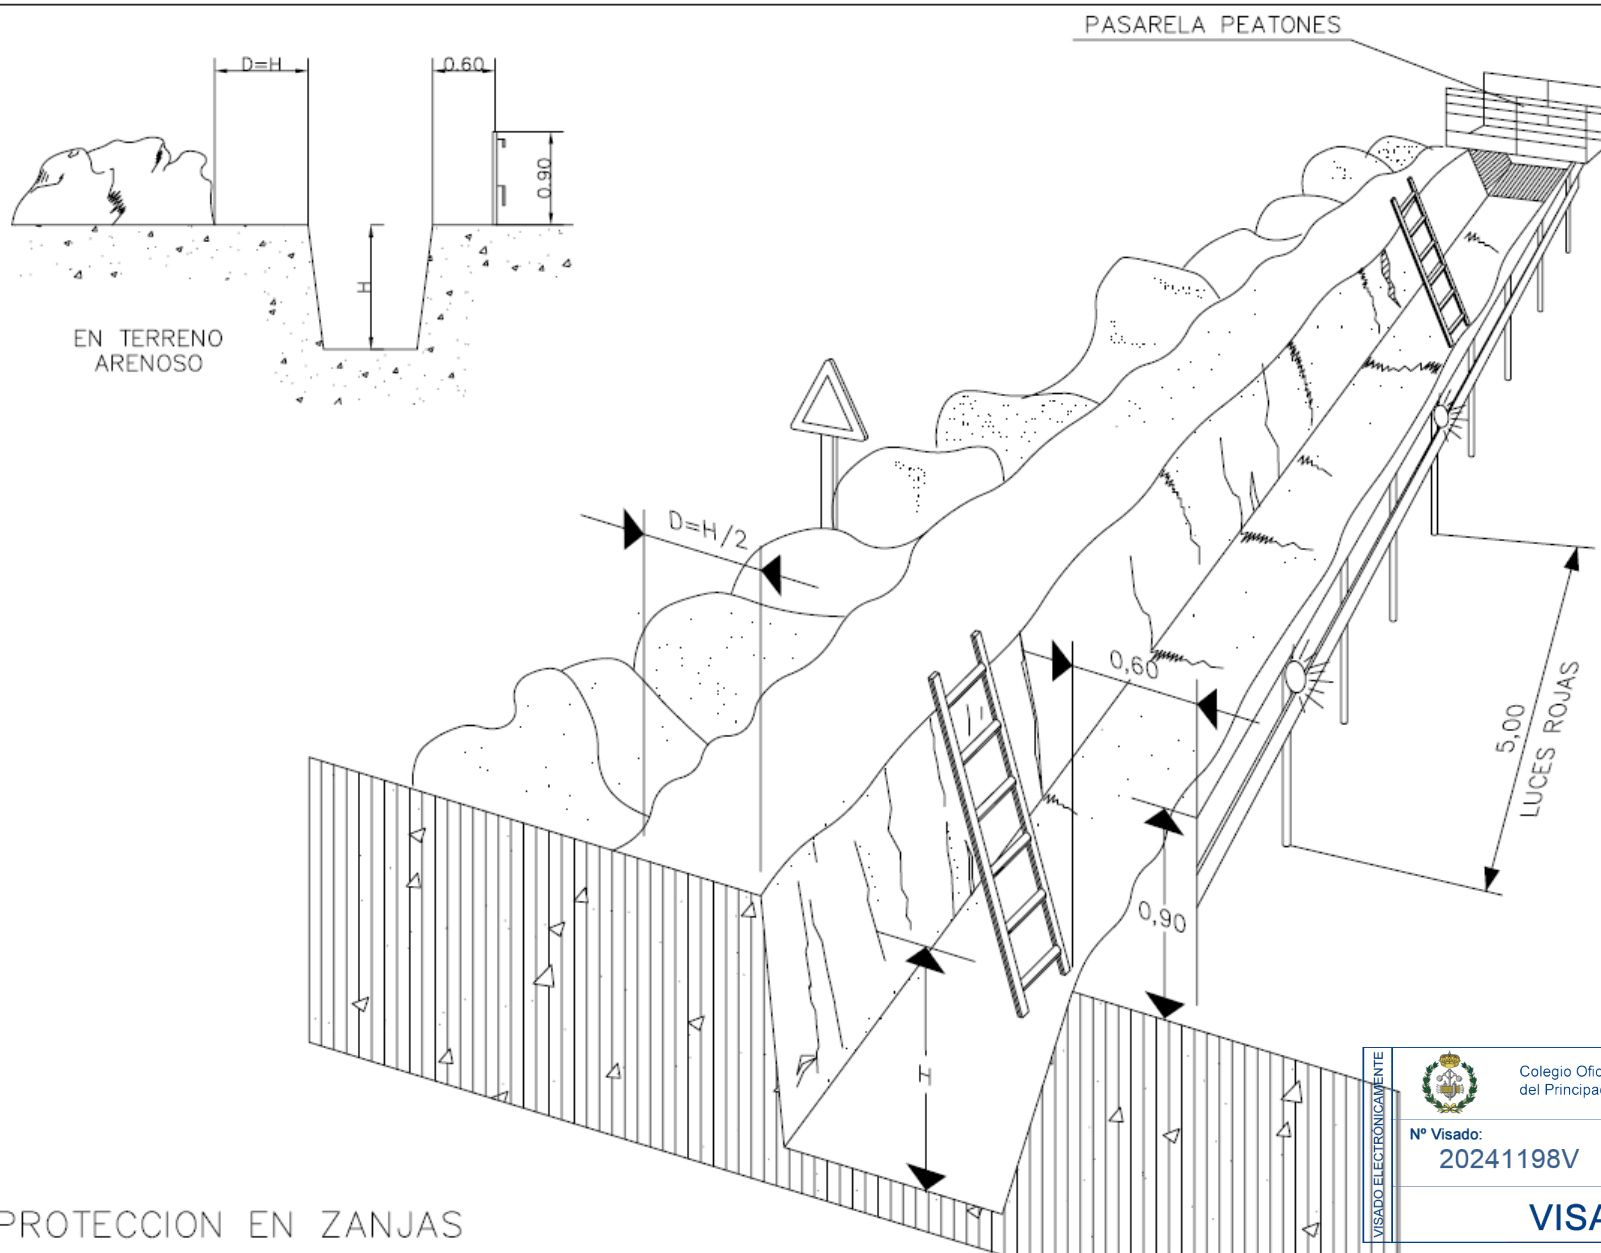 PASARELA PEATONES
D=H
0.60
0.90
H
EN TERRENO
ARENOSO
D=H/2
0,60
5,00
LUCES ROJAS
0,90
H
PROTECCION EN ZANJAS
VISADO ELECTRÓNICAMENTE
Colegio Ofic
del Principa
Nº Visado:
20241198V
VISA